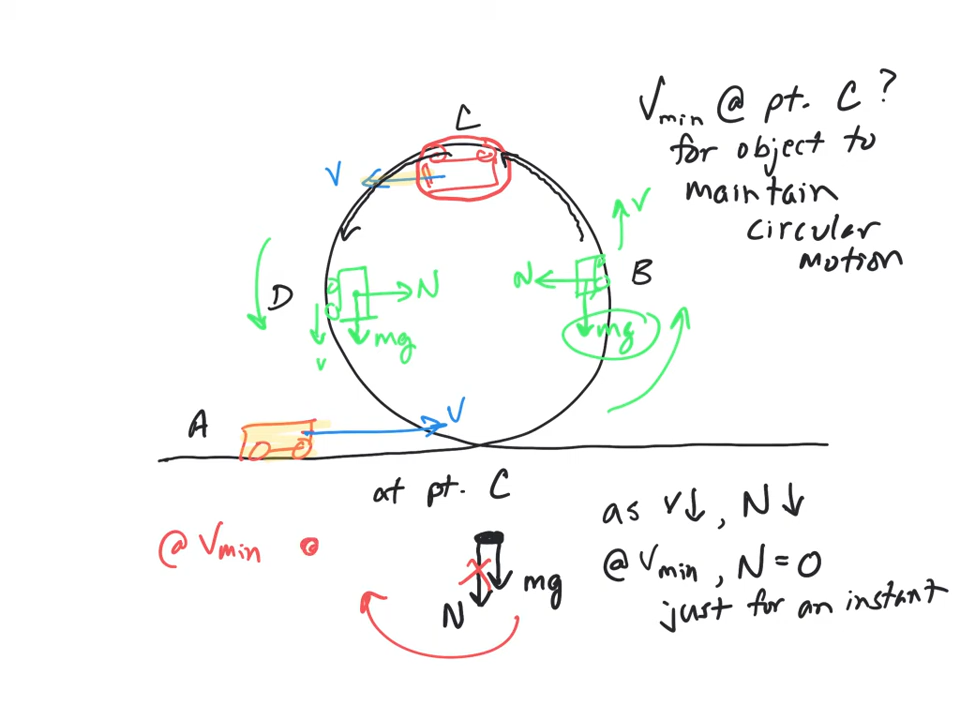 Vmin @ pt. C ?
for object to
maintain
circular
motion
C
V
V
N
B
N
D
mg
mg
v
A
V
at pt. C
as v↓, N↓
@ Vmin
@ Vmin, N = 0
mg
just for an instant
N